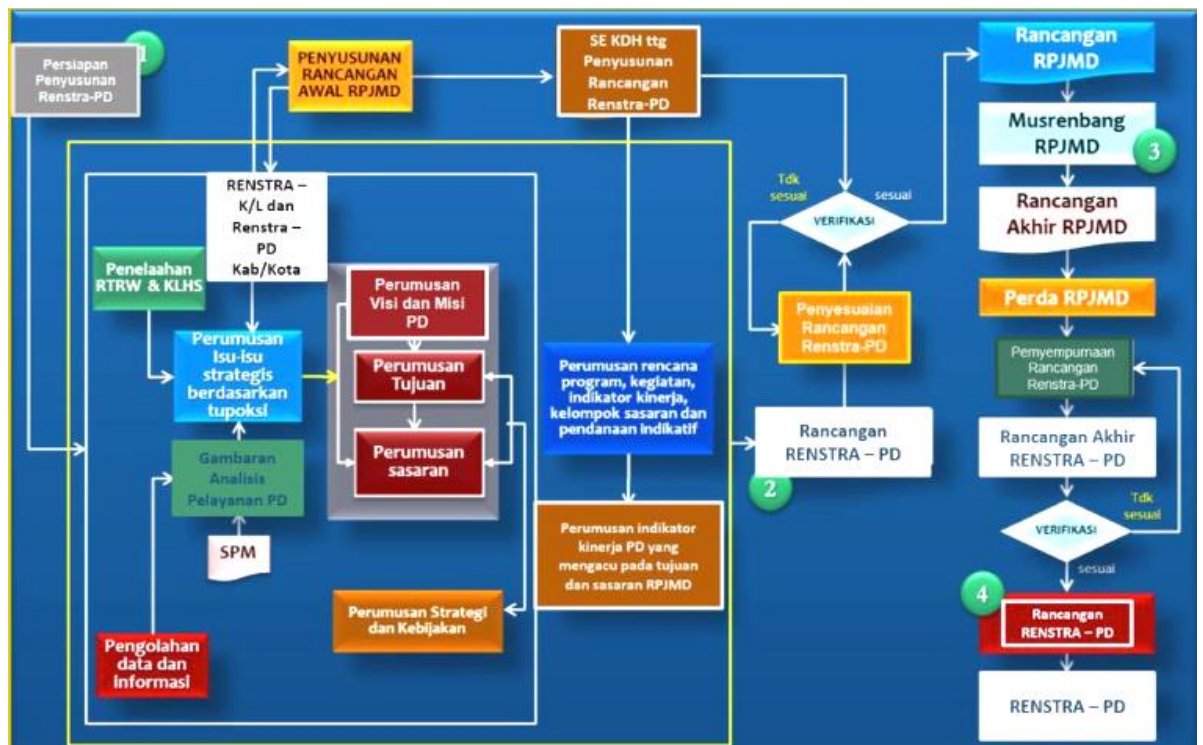 1
Persiapan
Penyusunan
Renstra-PD
PENYUSUNAN
RANCANGAN
AWAL RPJMD
SE KDH ttg
Penyusunan
Rancangan
Renstra-PD
Rancangan
RPJMD
Musrenbang
RPJMD
3
Rancangan
Akhir RPJMD
Perda RPJMD
Pemyempumaan
Rancangan
Renstra-PD
Rancangan Akhir
RENSTRA – PD
Tdk
sesuai
VERIFIKASI
sesuai
4
Rancangan
RENSTRA – PD
RENSTRA – PD
Tdk
sesuai
sesuai
VERIFIKASI
Penyesuaian
Rancangan
Renstra-PD
Rancangan
RENSTRA – PD
2
RENSTRA –
K/L dan
Renstra –
PD
Kab/Kota
Penelaahan
RTRW & KLHS
Perumusan
Isu-isu
strategis
berdasarkan
tupoksi
Gambaran
Analisis
Pelayanan PD
SPM
Pengolahan
data dan
informasi
Perumusan
Visi dan Misi
PD
Perumusan
Tujuan
Perumusan
sasaran
Perumusan Strategi
dan Kebijakan
Perumusan rencana
program, kegiatan,
indikator kinerja,
kelompok sasaran dan
pendanaan indikatif
Perumusan indikator
kinerja PD yang
mengacu pada tujuan
dan sasaran RPJMD